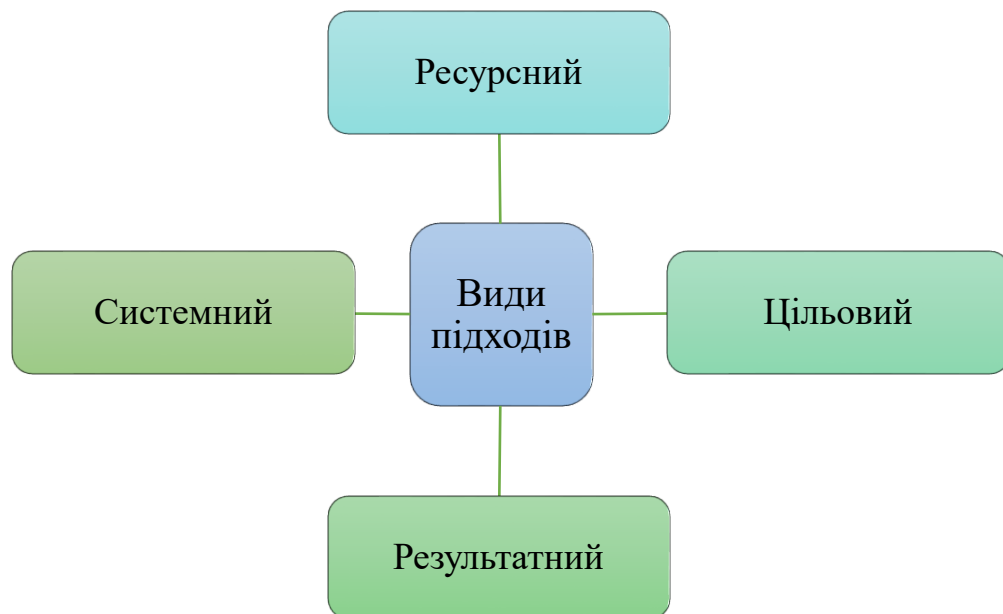 Ресурсний
Системний
Види
підходів
Цільовий
Результатний